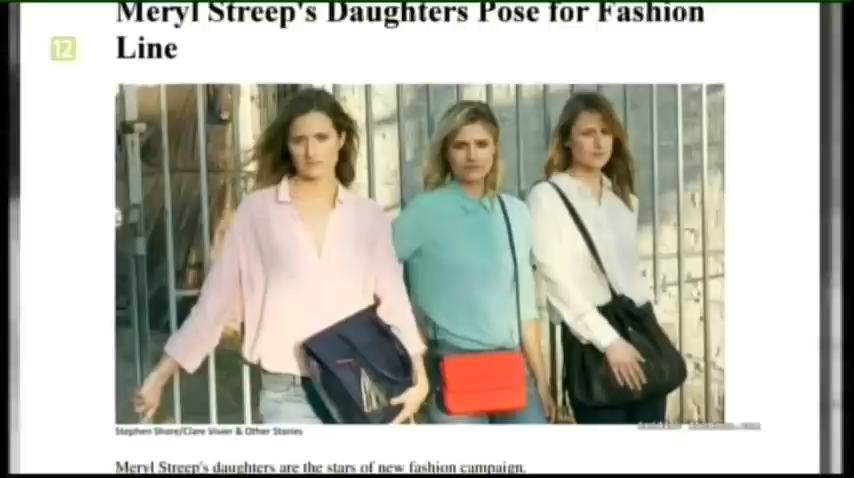 Meryl Streep's Daughters Pose for Fashion
Line
12
Stephen Shore/Clare Vivier & Other Stories
Meryl Streep's daughters are the stars of new fashion campaign.